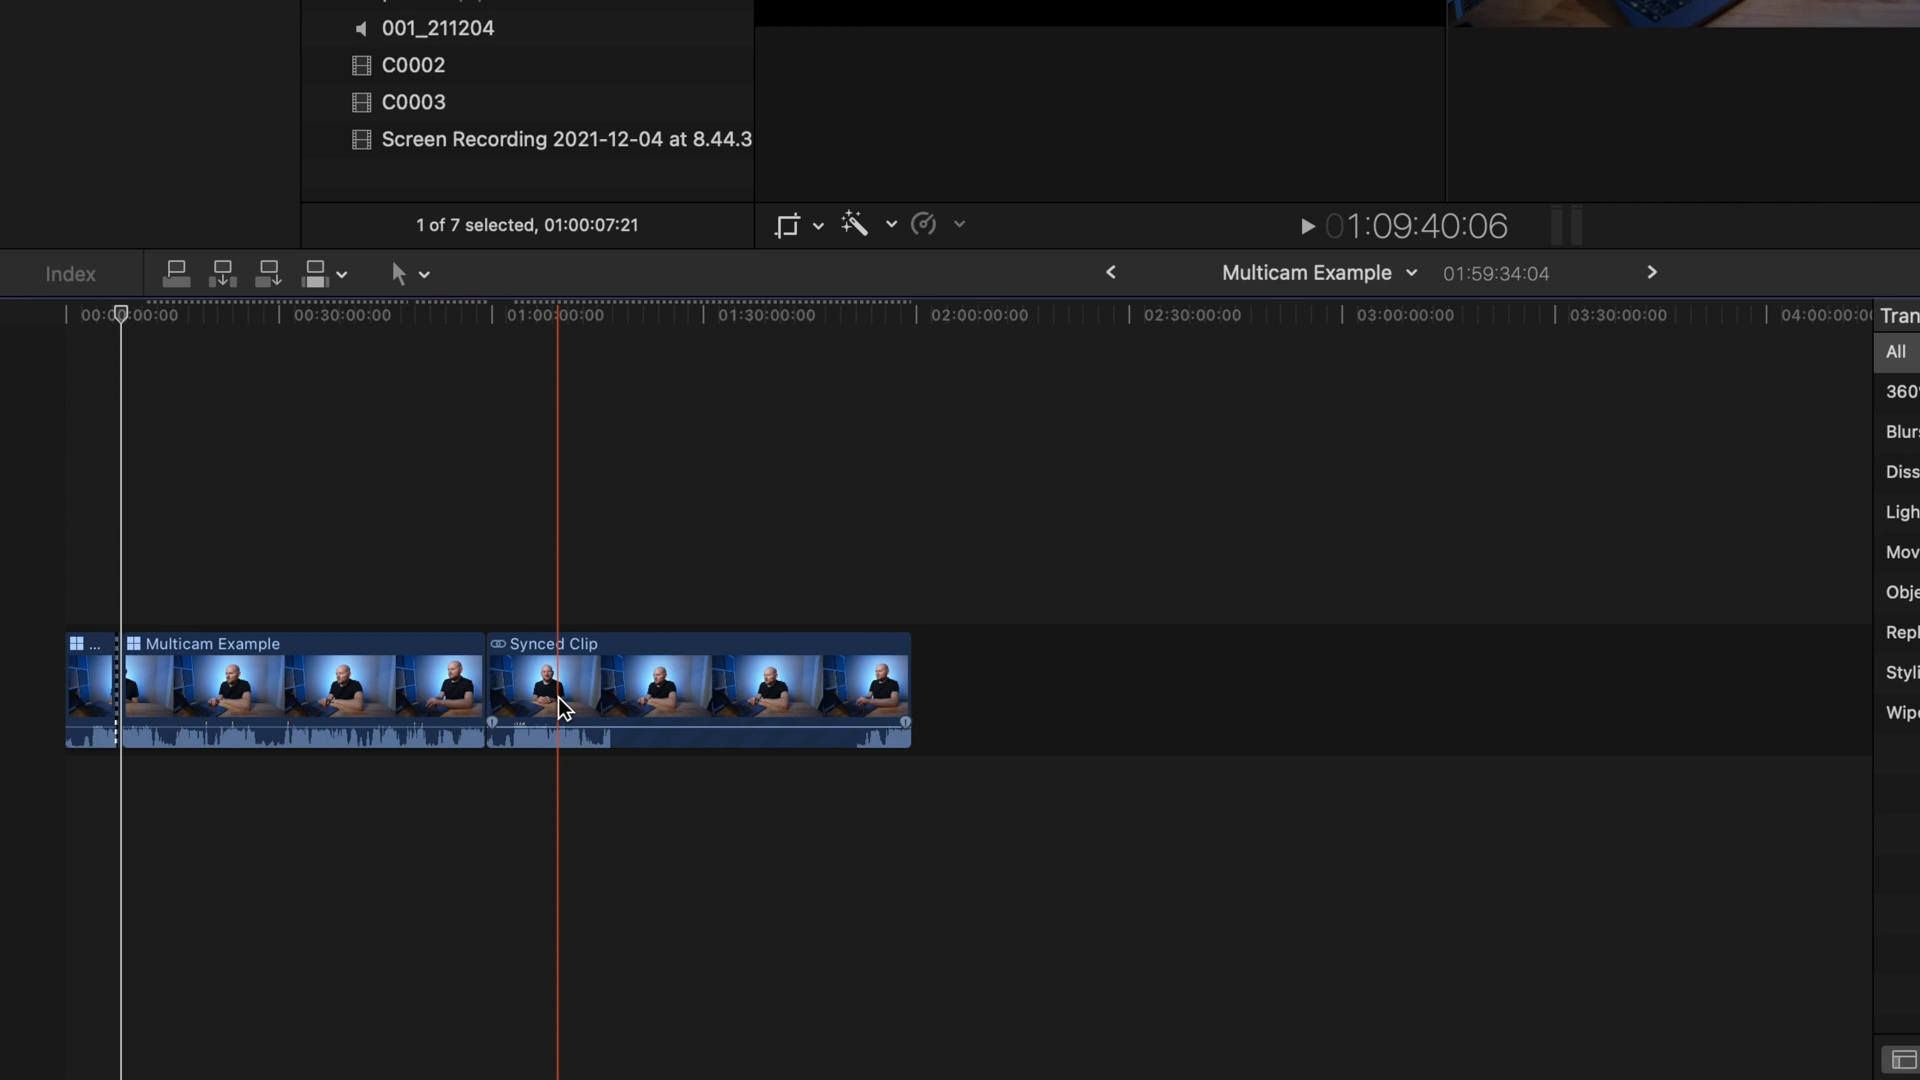 001_211204
C0002
C0003
Screen Recording 2021-12-04 at 8.44.3
1 of 7 selected, 01:00:07:21
01:09:40:06
Index
Multicam Example
01:59:34:04
00:00:00:00
00:30:00:00
01:00:00:00
01:30:00:00
02:00:00:00
02:30:00:00
03:00:00:00
03:30:00:00
04:00:00:0
Tran
All
360°
Blur
Diss
Ligh
Mov
Obje
Repl
Styli
Wip
...
Multicam Example
Synced Clip